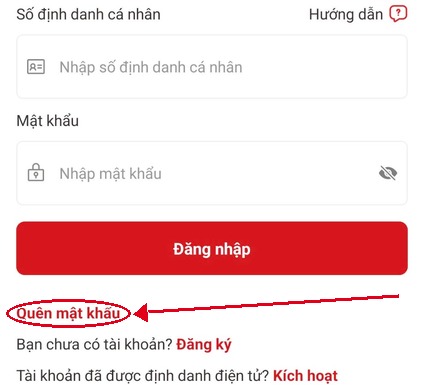 Số định danh cá nhân Hướng dẫn
Nhập số định danh cá nhân
Mật khẩu
Nhập mật khẩu
Đăng nhập
Quên mật khẩu
Bạn chưa có tài khoản? Đăng ký
Tài khoản đã được định danh điện tử? Kích hoạt